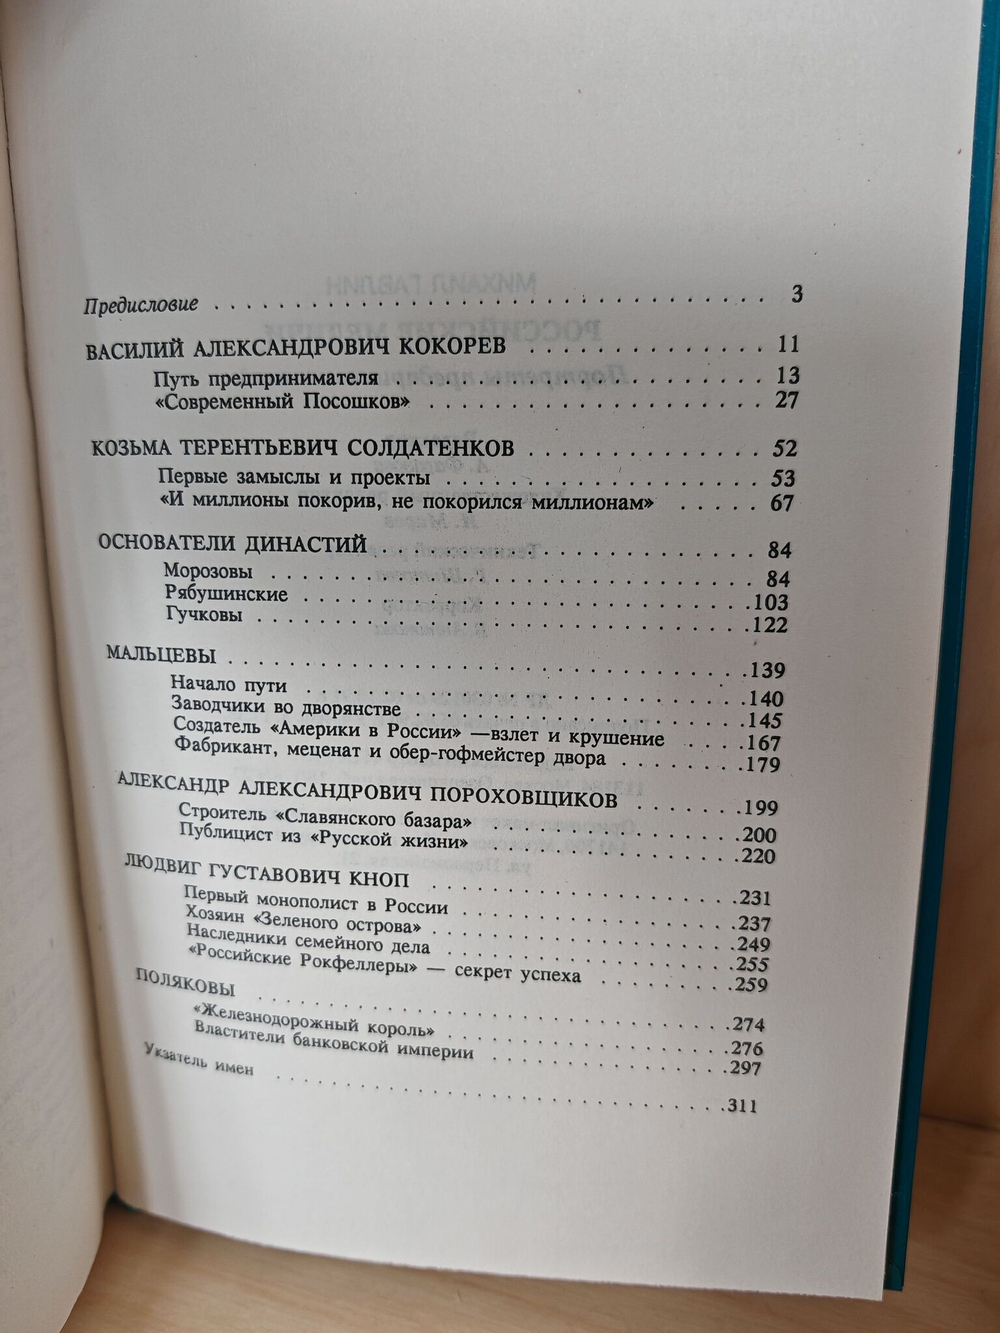 Предисловие . . . . . . . . . . . . . . . . . . . . . . . . . . . . . . 3
ВАСИЛИЙ АЛЕКСАНДРОВИЧ КОКОРЕВ . . . . . . . . . . . . . . 11
Путь предпринимателя . . . . . . . . . . . . . . . . . . . . . 13
«Современный Посошков» . . . . . . . . . . . . . . . . . . . 27
КОЗЬМА ТЕРЕНТЬЕВИЧ СОЛДАТЕНКОВ . . . . . . . . . . . . . 52
Первые замыслы и проекты . . . . . . . . . . . . . . . . . . 53
«И миллионы покорив, не покорился миллионам» . . . . . 67
ОСНОВАТЕЛИ ДИНАСТИЙ . . . . . . . . . . . . . . . . . . . . . 84
Морозовы . . . . . . . . . . . . . . . . . . . . . . . . . . . 84
Рябушинские . . . . . . . . . . . . . . . . . . . . . . . . . 103
Гучковы . . . . . . . . . . . . . . . . . . . . . . . . . . . 122
МАЛЬЦЕВЫ . . . . . . . . . . . . . . . . . . . . . . . . . . . 139
Начало пути . . . . . . . . . . . . . . . . . . . . . . . . . 140
Заводчики во дворянстве . . . . . . . . . . . . . . . . . . . 145
Создатель «Америки в России» —взлет и крушение . . . . 167
Фабрикант, меценат и обер-гофмейстер двора . . . . . . . 179
АЛЕКСАНДР АЛЕКСАНДРОВИЧ ПОРОХОВЩИКОВ . . . . . . . 199
Строитель «Славянского базара» . . . . . . . . . . . . . . 200
Публицист из «Русской жизни» . . . . . . . . . . . . . . . 220
ЛЮДВИГ ГУСТАВОВИЧ КНОП . . . . . . . . . . . . . . . . . . 231
Первый монополист в России . . . . . . . . . . . . . . . . 237
Хозяин «Зеленого острова» . . . . . . . . . . . . . . . . . 249
Наследники семейного дела . . . . . . . . . . . . . . . . . 255
«Российские Рокфеллеры» — секрет успеха . . . . . . . . . 259
ПОЛЯКОВЫ . . . . . . . . . . . . . . . . . . . . . . . . . . . 274
«Железнодорожный король» . . . . . . . . . . . . . . . . . 276
Властители банковской империи . . . . . . . . . . . . . . . 297
Указатель имен . . . . . . . . . . . . . . . . . . . . . . . . 311